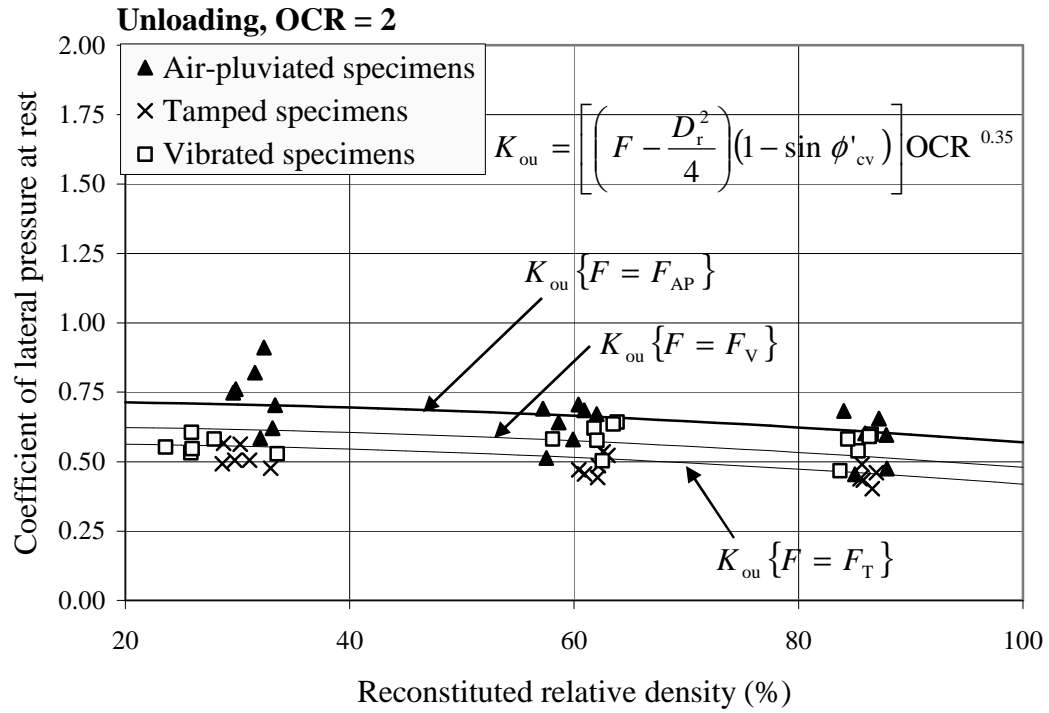 Unloading, OCR = 2
2.00
1.75
1.50
1.25
1.00
0.75
0.50
0.25
0.00
Coefficient of lateral pressure at rest
Air-pluviated specimens
Tamped specimens
Vibrated specimens
K_ou = [(F − D_r²/4)(1 − sin ϕ'_cv)]OCR^0.35
K_ou {F = F_AP}
K_ou {F = F_V}
K_ou {F = F_T}
20 40 60 80 100
Reconstituted relative density (%)